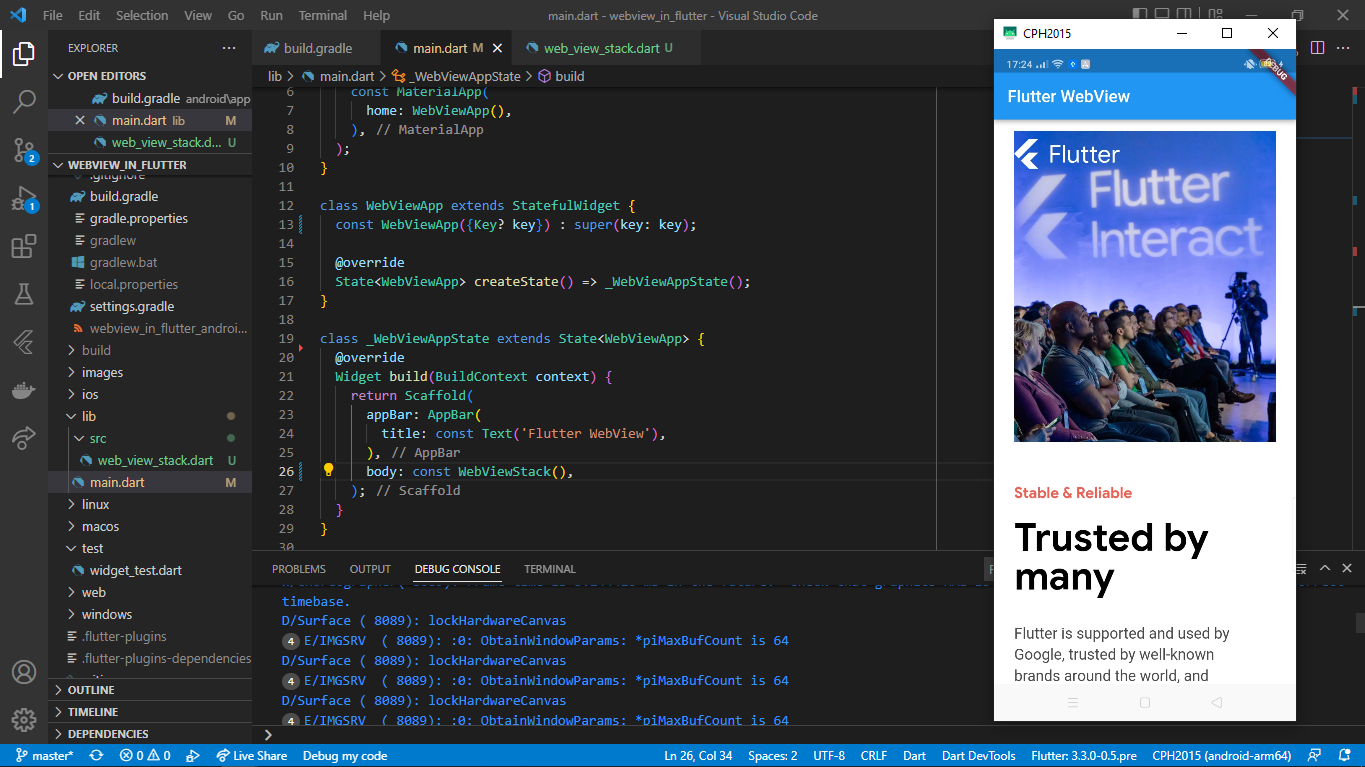 File Edit Selection View Go Run Terminal Help
main.dart - webview_in_flutter - Visual Studio Code
EXPLORER
OPEN EDITORS
build.gradle android\app
main.dart lib M
web_view_stack.d... U
WEBVIEW_IN_FLUTTER
.gitignore
build.gradle
gradle.properties
gradlew
gradlew.bat
local.properties
settings.gradle
webview_in_flutter_androi...
build
images
ios
lib
src
web_view_stack.dart U
main.dart M
linux
macos
test
widget_test.dart
web
windows
.flutter-plugins
.flutter-plugins-dependencies
OUTLINE
TIMELINE
DEPENDENCIES
2
1
build.gradle
main.dart M
web_view_stack.dart U
lib > main.dart > _WebViewAppState > build
6 const MaterialApp(
7 home: WebViewApp(),
8 ), // MaterialApp
9 );
10 }
11
12 class WebViewApp extends StatefulWidget {
13 const WebViewApp({Key? key}) : super(key: key);
14
15 @override
16 State<WebViewApp> createState() => _WebViewAppState();
17 }
18
19 class _WebViewAppState extends State<WebViewApp> {
20 @override
21 Widget build(BuildContext context) {
22 return Scaffold(
23 appBar: AppBar(
24 title: const Text('Flutter WebView'),
25 ), // AppBar
26 body: const WebViewStack(),
27 ); // Scaffold
28 }
29 }
30
PROBLEMS OUTPUT DEBUG CONSOLE TERMINAL
timebase.
D/Surface ( 8089): lockHardwareCanvas
4 E/IMGSRV ( 8089): :0: ObtainWindowParams: *piMaxBufCount is 64
D/Surface ( 8089): lockHardwareCanvas
4 E/IMGSRV ( 8089): :0: ObtainWindowParams: *piMaxBufCount is 64
D/Surface ( 8089): lockHardwareCanvas
4 E/IMGSRV ( 8089): :0: ObtainWindowParams: *piMaxBufCount is 64
CPH2015
17:24
DEBUG
Flutter WebView
Flutter
Flutter
Interact
Stable & Reliable
Trusted by
many
Flutter is supported and used by
Google, trusted by well-known
brands around the world, and
master* 0 0 Live Share Debug my code
Ln 26, Col 34 Spaces: 2 UTF-8 CRLF Dart Dart DevTools Flutter: 3.3.0-0.5.pre CPH2015 (android-arm64)